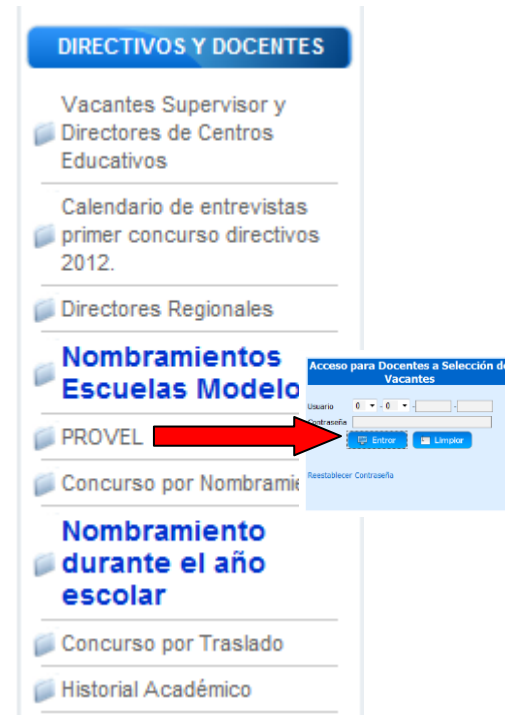 DIRECTIVOS Y DOCENTES
Vacantes Supervisor y
Directores de Centros
Educativos
Calendario de entrevistas
primer concurso directivos
2012.
Directores Regionales
Nombramientos
Escuelas Modelo
PROVEL
Concurso por Nombramie
Nombramiento
durante el año
escolar
Concurso por Traslado
Historial Académico
Acceso para Docentes a Selección de
Vacantes
Usuario 0 - 0 - -
Contraseña
Entrar Limpiar
Reestablecer Contraseña